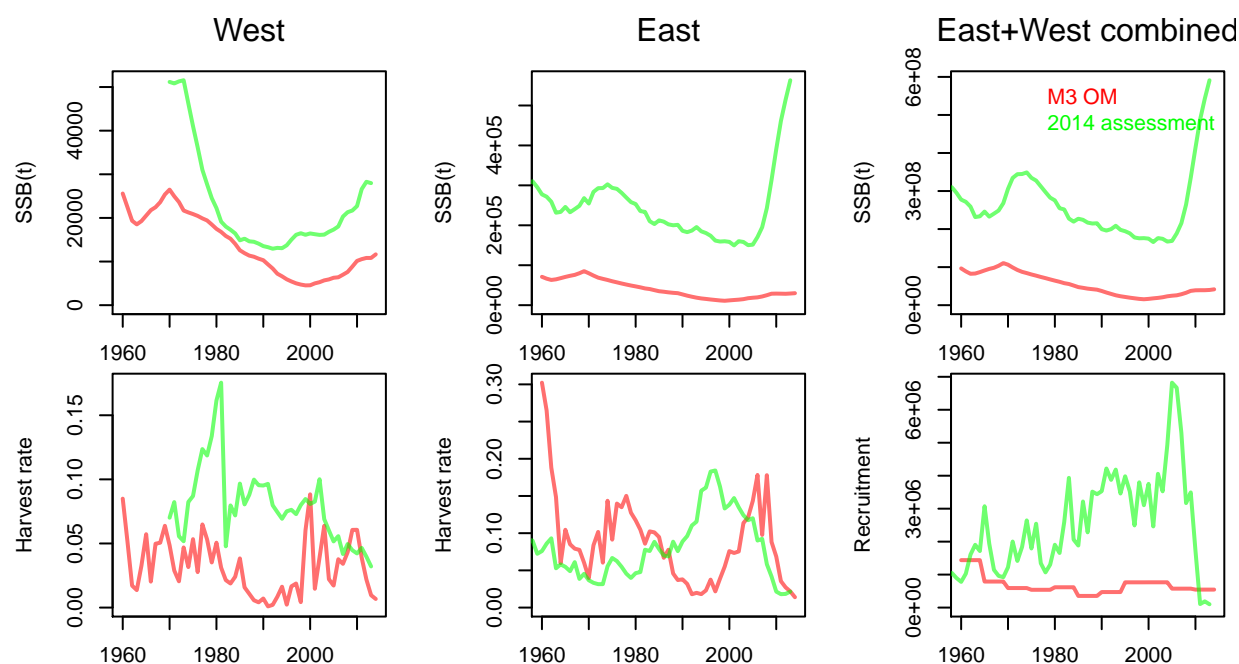 West
East
East+West combined
SSB(t)
0
20000
40000
1960
1980
2000
SSB(t)
0e+00
2e+05
4e+05
1960
1980
2000
SSB(t)
0e+00
3e+08
6e+08
M3 OM
2014 assessment
1960
1980
2000
Harvest rate
0.00
0.05
0.10
0.15
1960
1980
2000
Harvest rate
0.00
0.10
0.20
0.30
1960
1980
2000
Recruitment
0e+00
3e+06
6e+06
1960
1980
2000